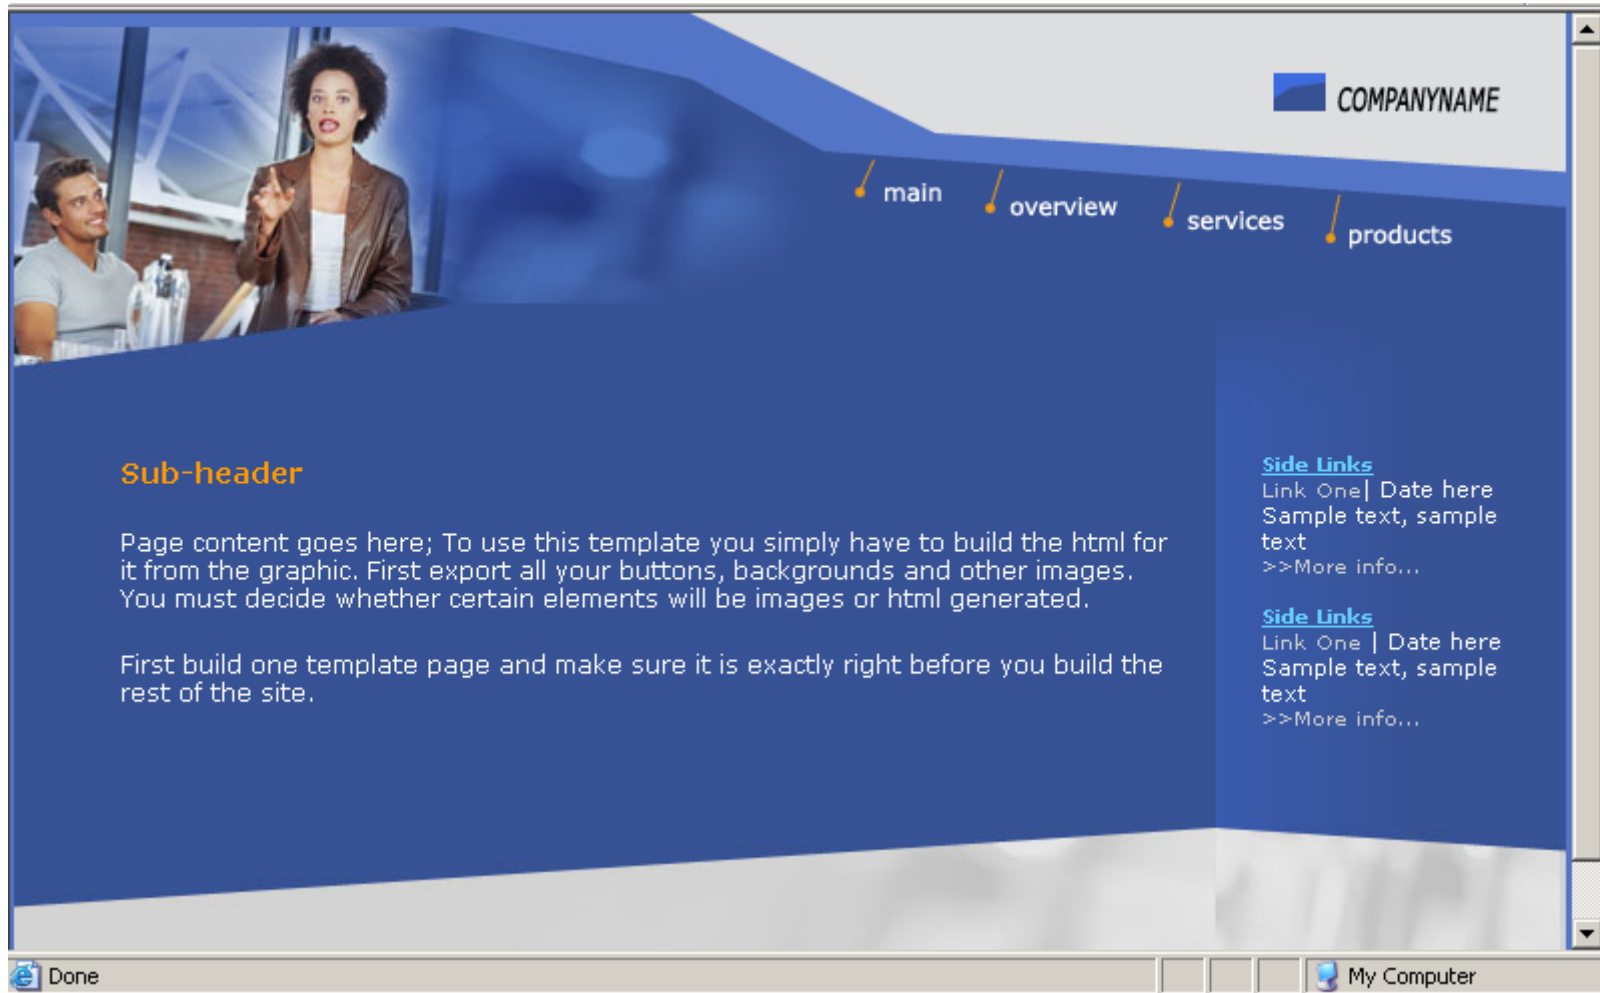 COMPANYNAME
main
overview
services
products
Sub-header
Page content goes here; To use this template you simply have to build the html for
it from the graphic. First export all your buttons, backgrounds and other images.
You must decide whether certain elements will be images or html generated.
First build one template page and make sure it is exactly right before you build the
rest of the site.
Side Links
Link One| Date here
Sample text, sample
text
>>More info...
Side Links
Link One | Date here
Sample text, sample
text
>>More info...
Done
My Computer